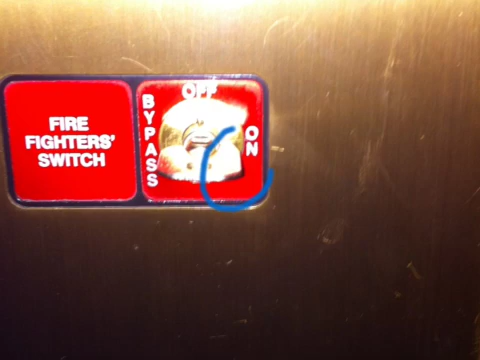 FIRE
FIGHTERS'
SWITCH
OFF
BYPASS
ON